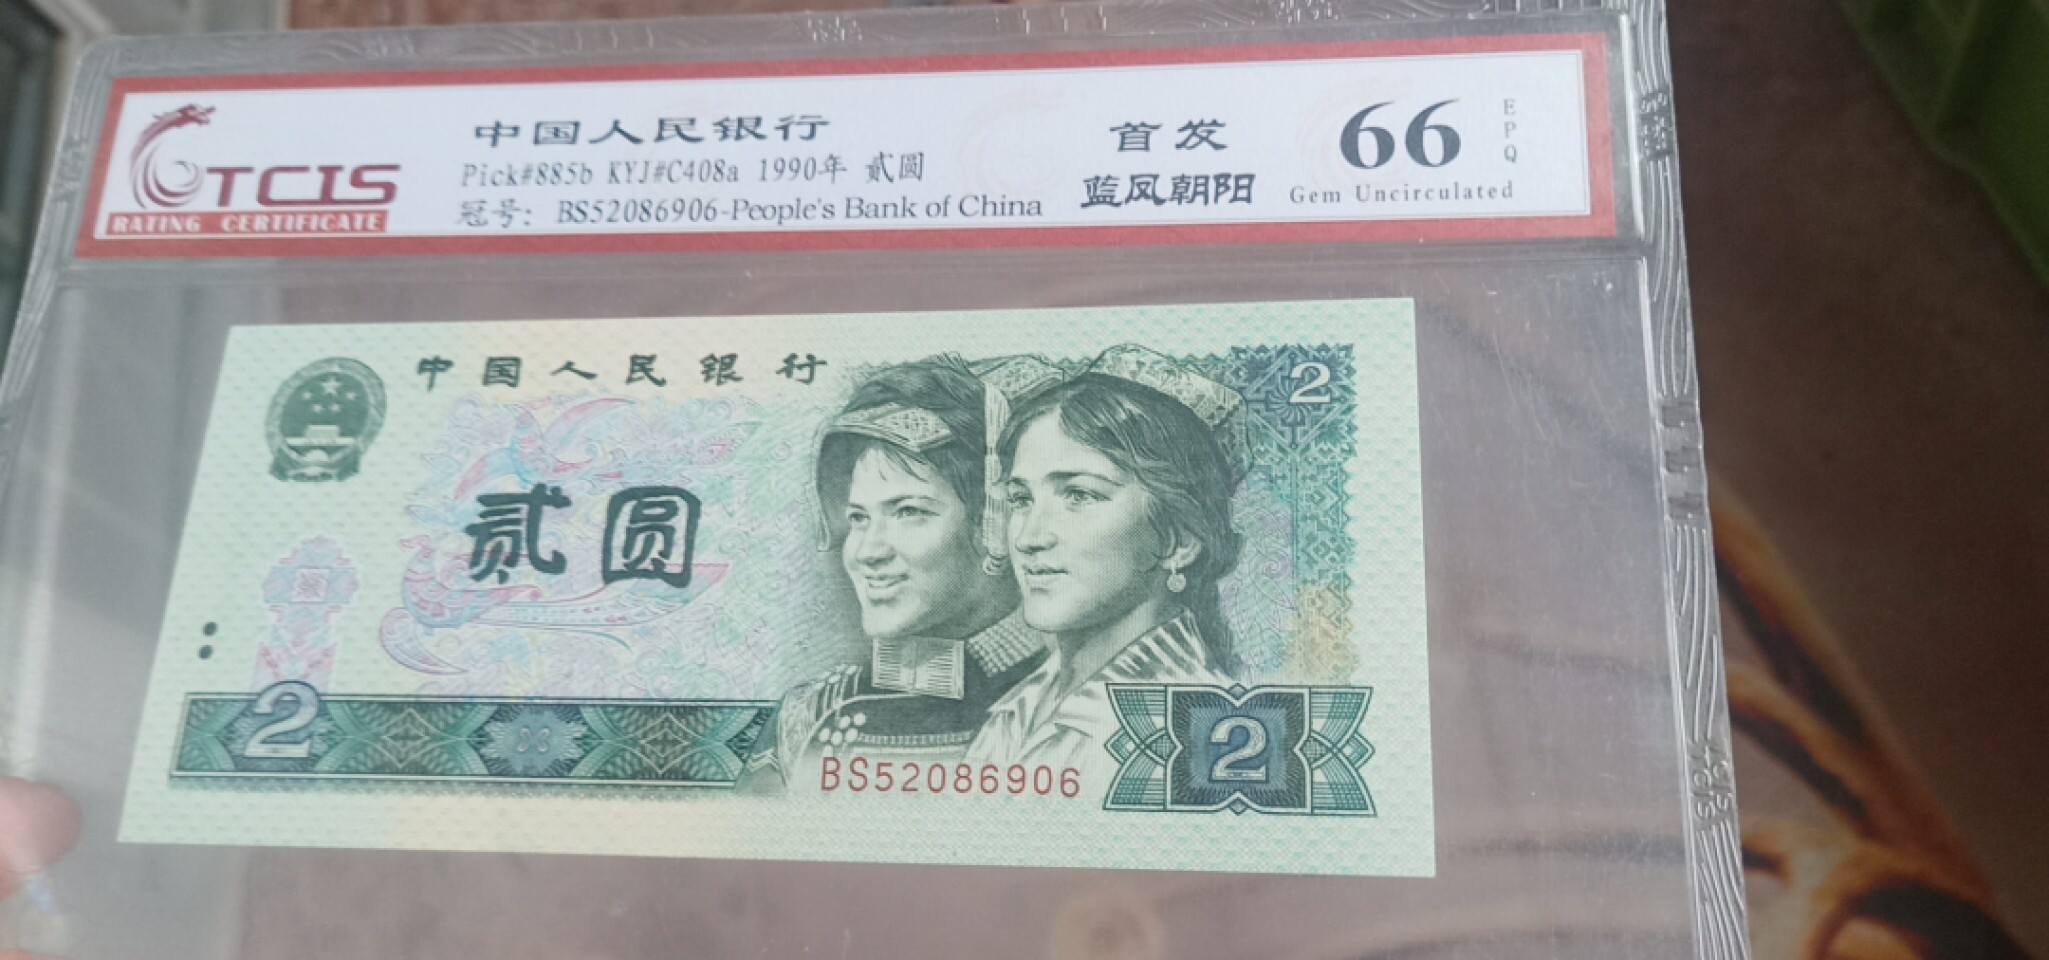 TCIS
RATING CERTIFICATE
中国人民银行
Pick#885b KYJ#C408a 1990年 贰圆
冠号: BS52086906-People's Bank of China
首发
蓝凤朝阳
66
EPQ
Gem Uncirculated
中国人民银行
2
贰圆
2
BS52086906
2